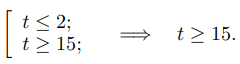 [ t ≤ 2;
t ≥ 15; ⟹ t ≥ 15.